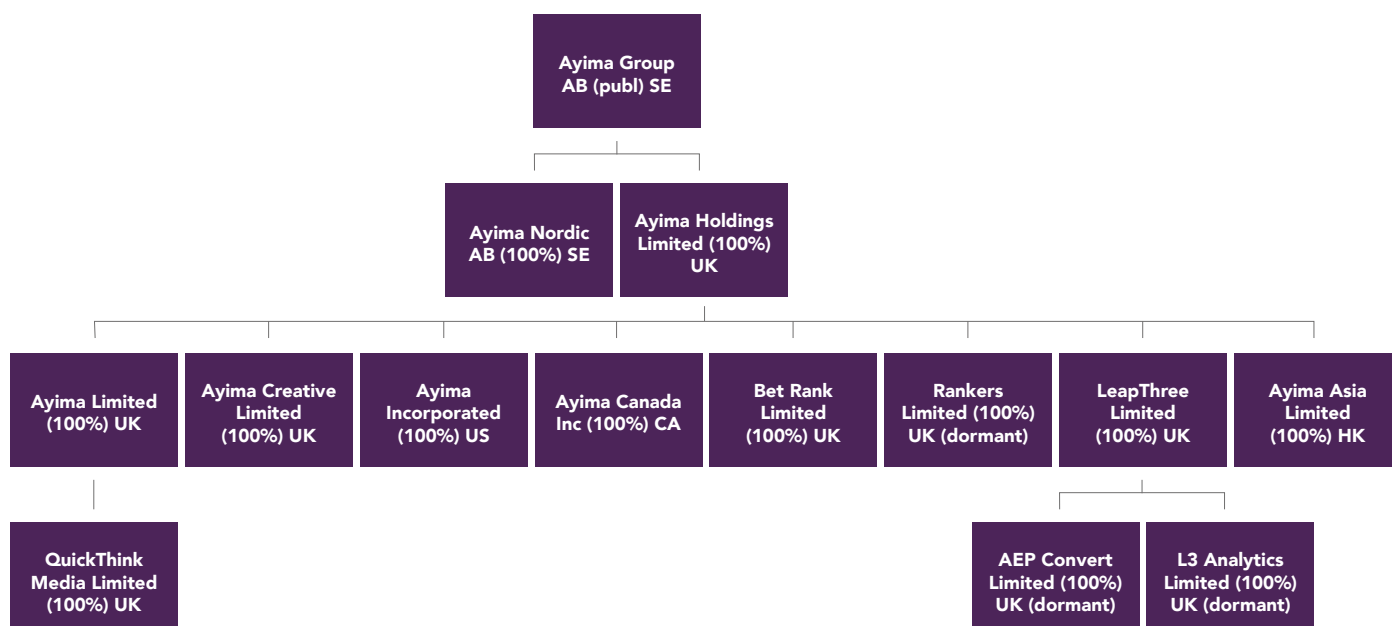 Ayima Group
AB (publ) SE
Ayima Nordic
AB (100%) SE
Ayima Holdings
Limited (100%)
UK
Ayima Limited
(100%) UK
Ayima Creative
Limited
(100%) UK
Ayima
Incorporated
(100%) US
Ayima Canada
Inc (100%) CA
Bet Rank
Limited
(100%) UK
Rankers
Limited (100%)
UK (dormant)
LeapThree
Limited
(100%) UK
Ayima Asia
Limited
(100%) HK
QuickThink
Media Limited
(100%) UK
AEP Convert
Limited (100%)
UK (dormant)
L3 Analytics
Limited (100%)
UK (dormant)